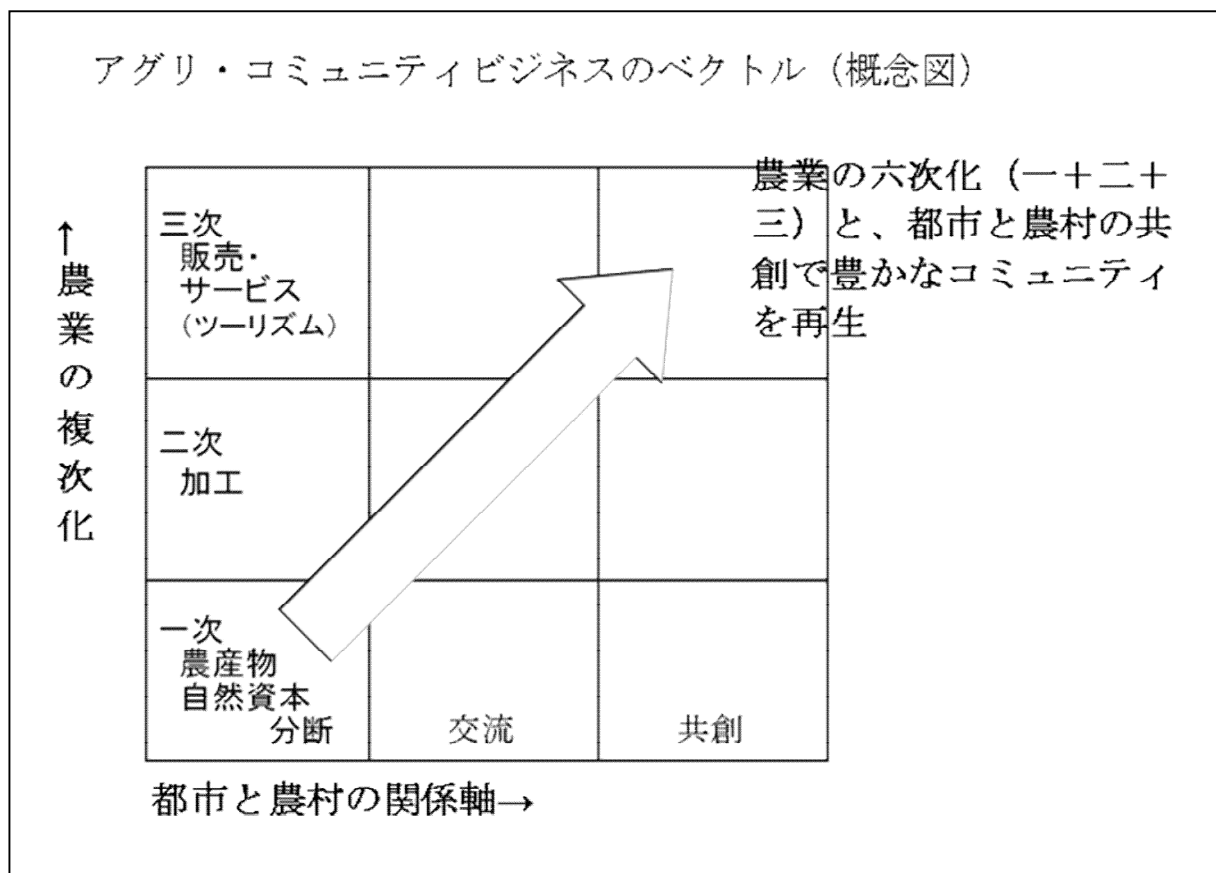 アグリ・コミュニティビジネスのベクトル（概念図）
農業の六次化（一＋二＋
三）と、都市と農村の共
創で豊かなコミュニティ
を再生
↑農業の複次化
三次
販売・
サービス
（ツーリズム）
二次
加工
一次
農産物
自然資本
分断
交流
共創
都市と農村の関係軸→